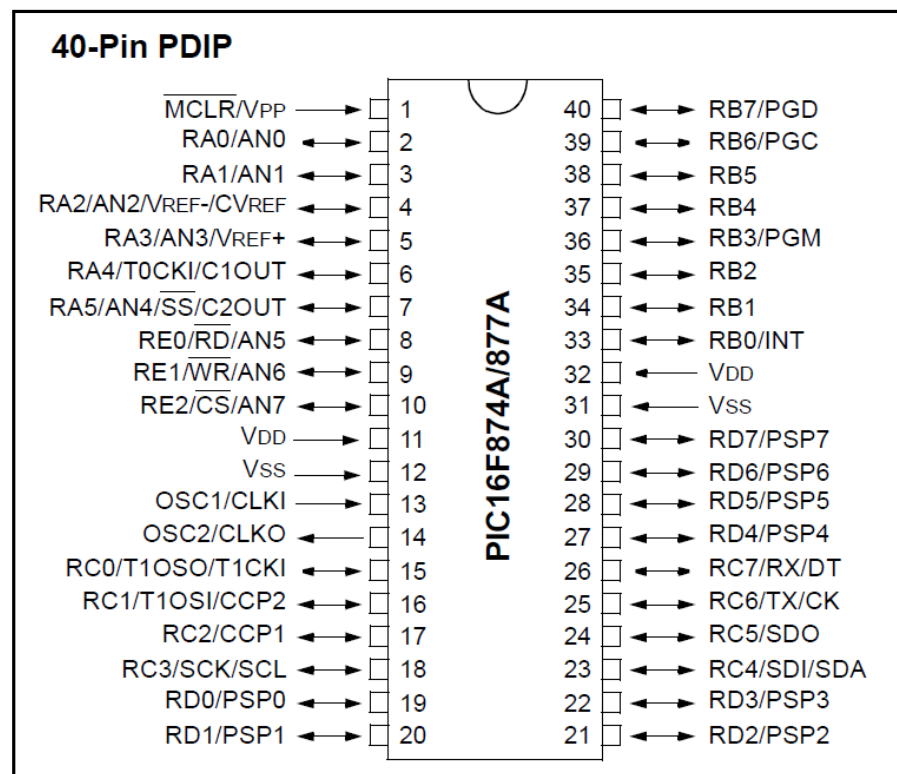 40-Pin PDIP
MCLR/VPP 1 40 RB7/PGD
RA0/AN0 2 39 RB6/PGC
RA1/AN1 3 38 RB5
RA2/AN2/VREF-/CVREF 4 37 RB4
RA3/AN3/VREF+ 5 36 RB3/PGM
RA4/T0CKI/C1OUT 6 35 RB2
RA5/AN4/SS/C2OUT 7 34 RB1
RE0/RD/AN5 8 33 RB0/INT
RE1/WR/AN6 9 32 VDD
RE2/CS/AN7 10 31 VSS
VDD 11 30 RD7/PSP7
VSS 12 29 RD6/PSP6
OSC1/CLKI 13 28 RD5/PSP5
OSC2/CLKO 14 27 RD4/PSP4
RC0/T1OSO/T1CKI 15 26 RC7/RX/DT
RC1/T1OSI/CCP2 16 25 RC6/TX/CK
RC2/CCP1 17 24 RC5/SDO
RC3/SCK/SCL 18 23 RC4/SDI/SDA
RD0/PSP0 19 22 RD3/PSP3
RD1/PSP1 20 21 RD2/PSP2
PIC16F874A/877A